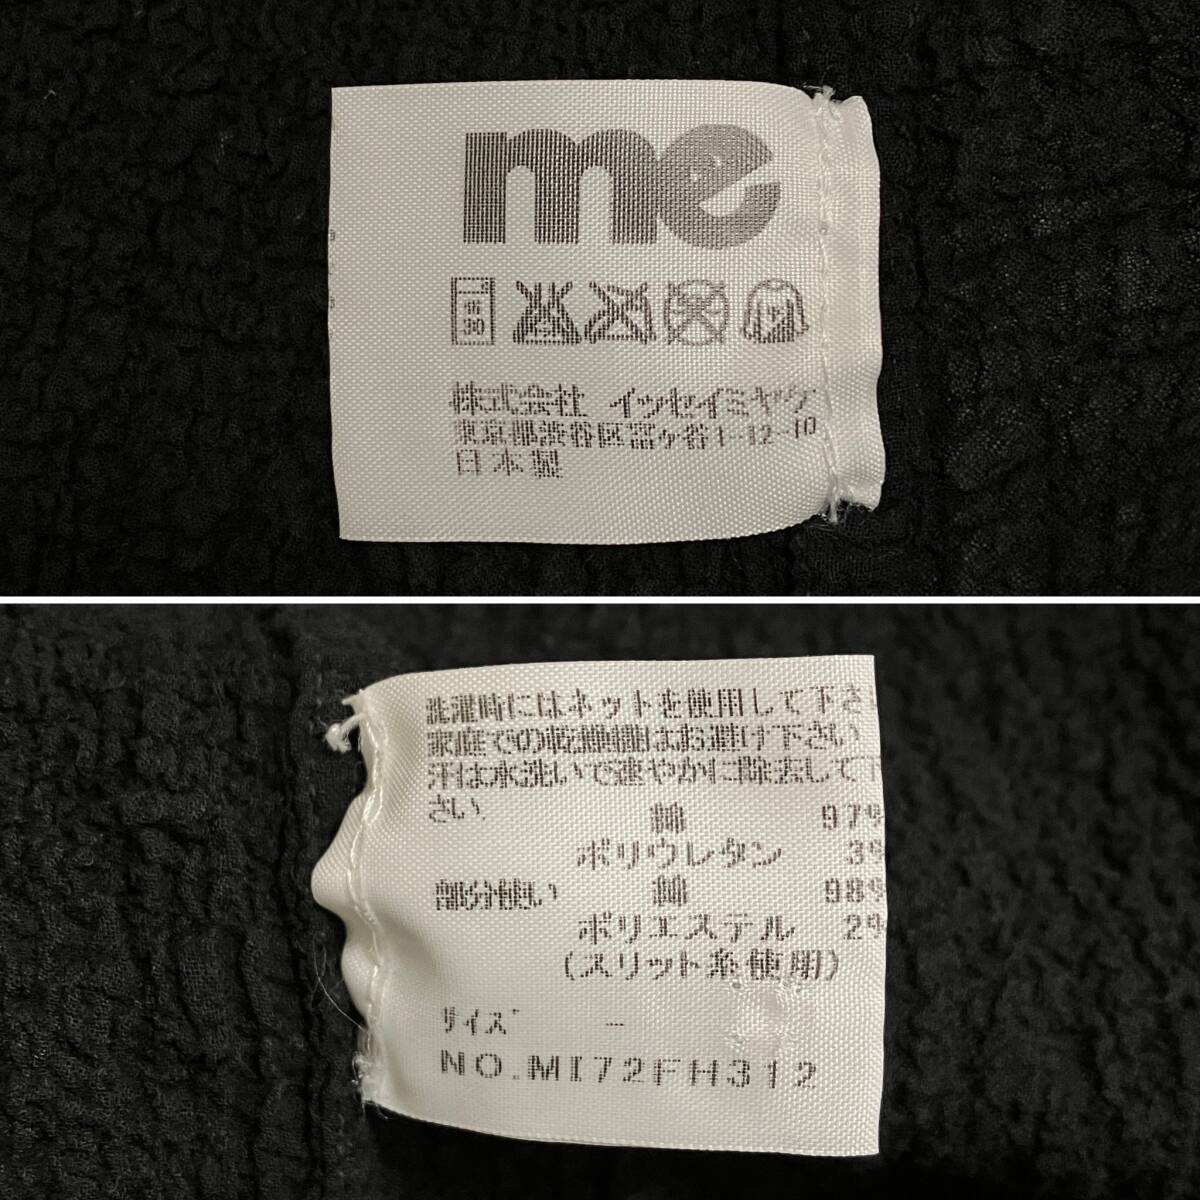 me
30
株式会社 イッセイミヤケ
東京都渋谷区富ヶ谷1-12-10
日本製
洗濯時にはネットを使用して下さ
家庭での乾燥機はお避け下さい
汗は水洗いで速やかに除去して下
さい
綿 97%
ポリウレタン 3%
部分使い 綿 98%
ポリエステル 2%
(スリット糸使用)
サイズ -
NO.MI72FH312